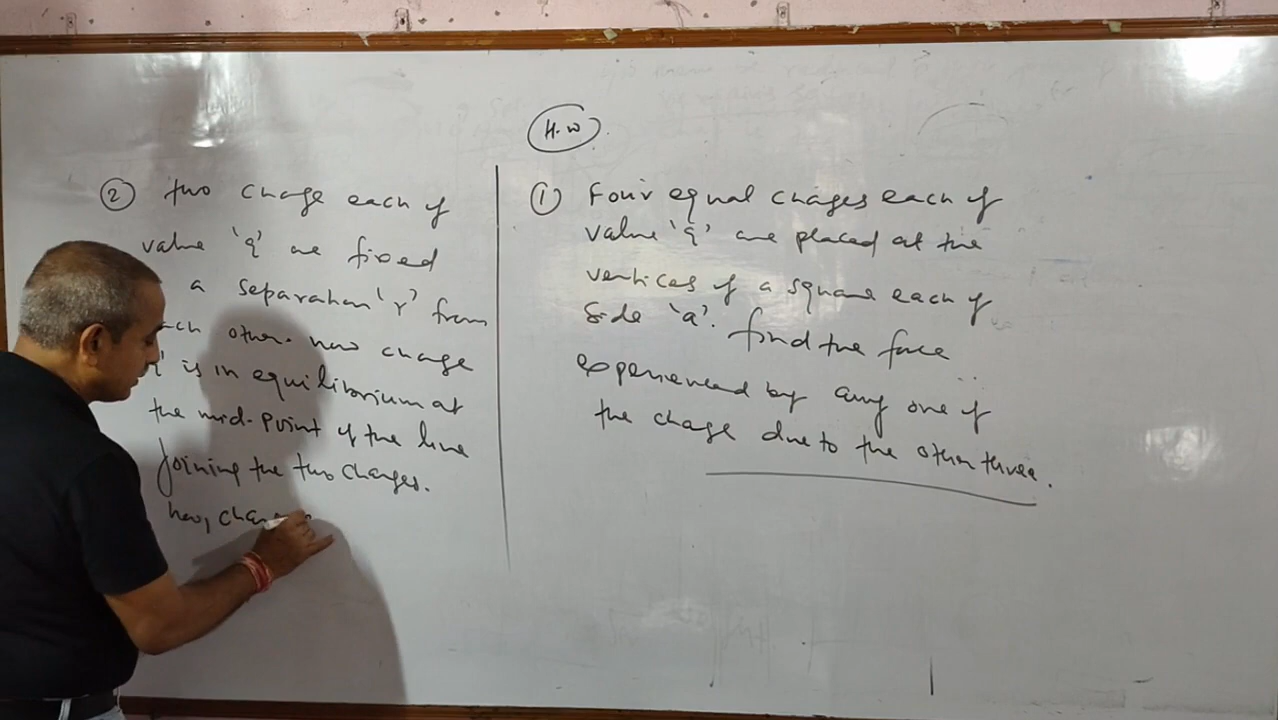 H.W
② two charge each of
value 'q' are fixed
a separation 'r' from
other. now charge
is in equilibrium at
the mid-point of the line
Joining the two charges.
① Four equal charges each of
value 'q' are placed at the
vertices of a square each of
side 'a'. find the force
experienced by any one of
the charge due to the other three.